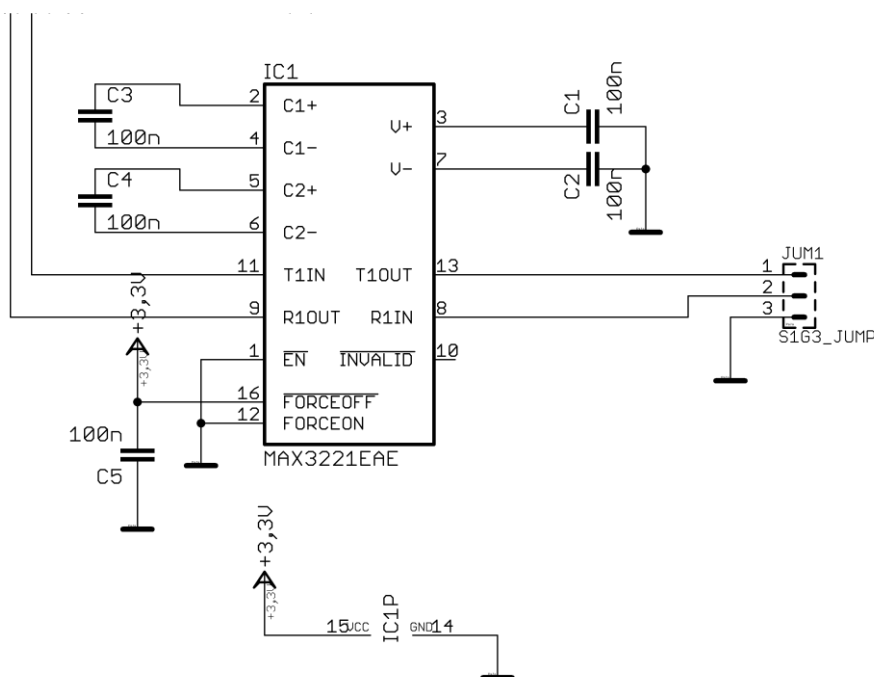 IC1
C3
100n
2
C1+
4
C1-
C4
100n
5
C2+
6
C2-
V+
3
V-
7
C1
100n
C2
100n
11
T1IN
T1OUT
13
9
R1OUT
R1IN
8
1
EN
INVALID
10
16
FORCEOFF
12
FORCEON
MAX3221EAE
+3,3V
+3,3V
100n
C5
JUM1
1
2
3
S1G3_JUMP
+3,3V
+3,3V
15
VCC
IC1P
GND
14